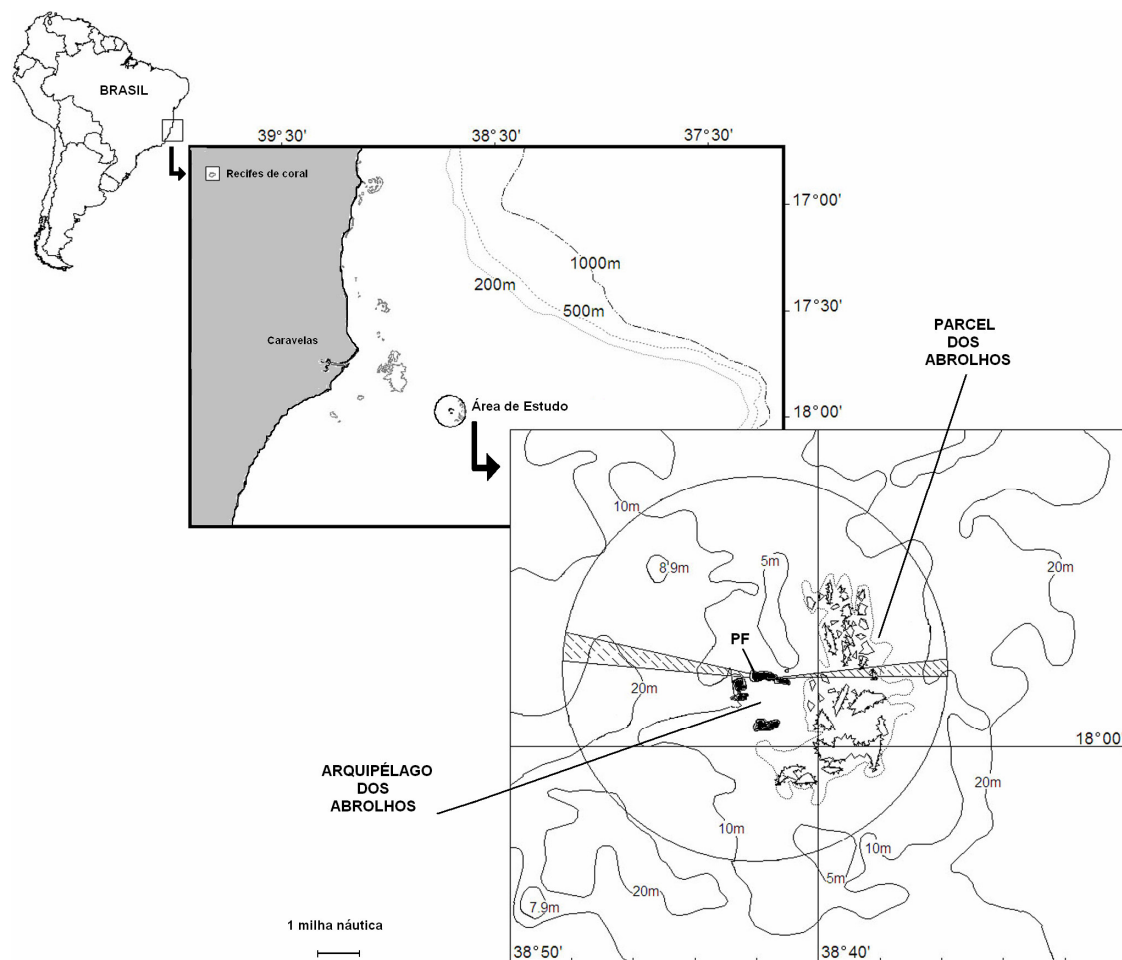 BRASIL
39°30'
38°30'
37°30'
Recifes de coral
17°00'
1000m
200m
500m
17°30'
PARCEL
DOS
ABROLHOS
Caravelas
Área de Estudo
18°00'
10m
8.9m
5m
20m
PF
20m
18°00'
ARQUIPÉLAGO
DOS
ABROLHOS
20m
10m
10m
5m
20m
7.9m
1 milha náutica
38°50'
38°40'